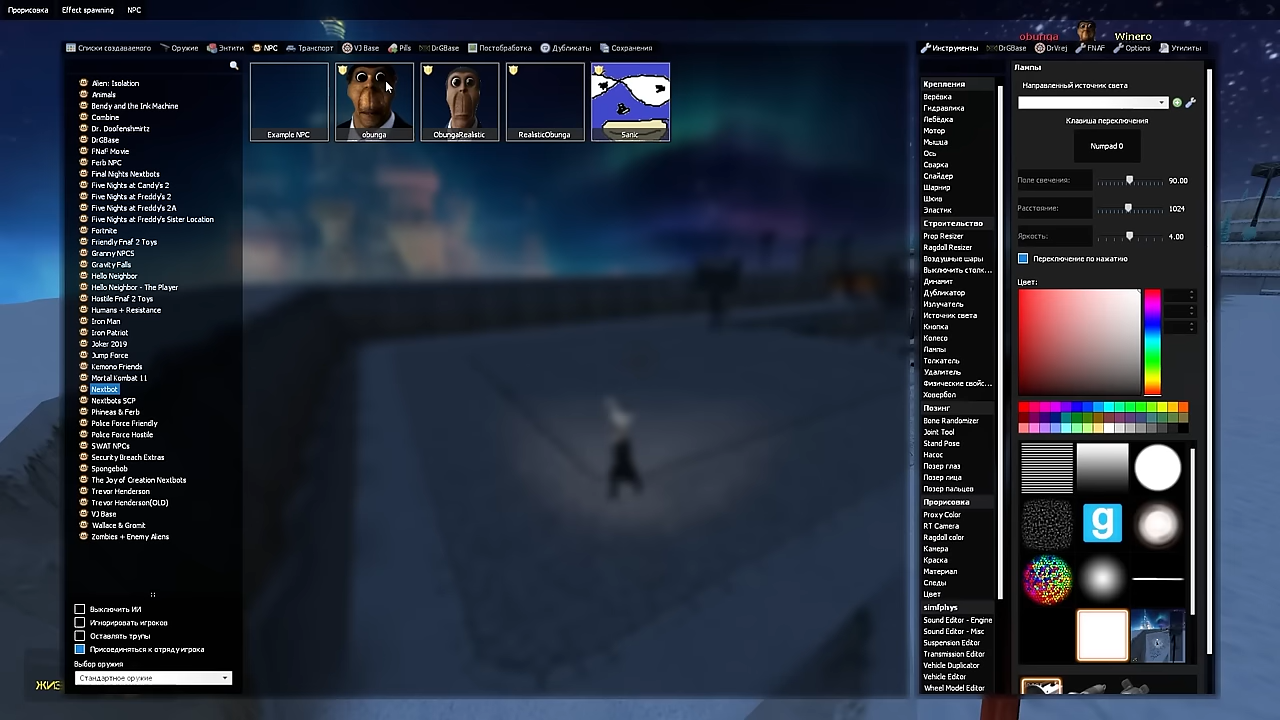 Прорисовка
Effect spawning
NPC
obunga
Winero
Списки создаваемого
Оружие
Энтити
NPC
Транспорт
VJ Base
Pills
DrGBase
Постобработка
Дубликаты
Сохранения
Инструменты
DrGBase
DrVrej
FNAF
Options
Утилиты
Alien: Isolation
Animals
Bendy and the Ink Machine
Combine
Dr. Doofenshmirtz
DrGBase
FNaF Movie
Ferb NPC
Final Nights Nextbots
Five Nights at Candy's 2
Five Nights at Freddy's 2
Five Nights at Freddy's 2A
Five Nights at Freddy's Sister Location
Fortnite
Friendly Fnaf 2 Toys
Granny NPCS
Gravity Falls
Hello Neighbor
Hello Neighbor - The Player
Hostile Fnaf 2 Toys
Humans + Resistance
Iron Man
Iron Patriot
Joker 2019
Jump Force
Kemono Friends
Mortal Kombat 11
Nextbot
Nextbots SCP
Phineas & Ferb
Police Force Friendly
Police Force Hostile
SWAT NPCs
Security Breach Extras
Spongebob
The Joy of Creation Nextbots
Trevor Henderson
Trevor Henderson(OLD)
VJ Base
Wallace & Gromit
Zombies + Enemy Aliens
Выключить ИИ
Игнорировать игроков
Оставлять трупы
Присоединяться к отряду игрока
Выбор оружия
Стандартное оружие
Example NPC
obunga
ObungaRealistic
RealisticObunga
Sanic
Крепления
Верёвка
Гидравлика
Лебёдка
Мотор
Мышца
Ось
Сварка
Слайдер
Шарнир
Шкив
Эластик
Строительство
Prop Resizer
Ragdoll Resizer
Воздушные шары
Выключить столк...
Динамит
Дубликатор
Излучатель
Источник света
Кнопка
Колесо
Лампы
Толкатель
Удалитель
Физические свойс...
Ховербол
Позинг
Bone Randomizer
Joint Tool
Stand Pose
Насос
Позер глаз
Позер лица
Позер пальцев
Прорисовка
Proxy Color
RT Camera
Ragdoll color
Камера
Краска
Материал
Следы
Цвет
simfphys
Sound Editor - Engine
Sound Editor - Misc
Suspension Editor
Transmission Editor
Vehicle Duplicator
Vehicle Editor
Wheel Model Editor
Лампы
Направленный источник света
Клавиша переключения
Numpad 0
Поле свечения:
90.00
Расстояние:
1024
Яркость:
4.00
Переключение по нажатию
Цвет:
g